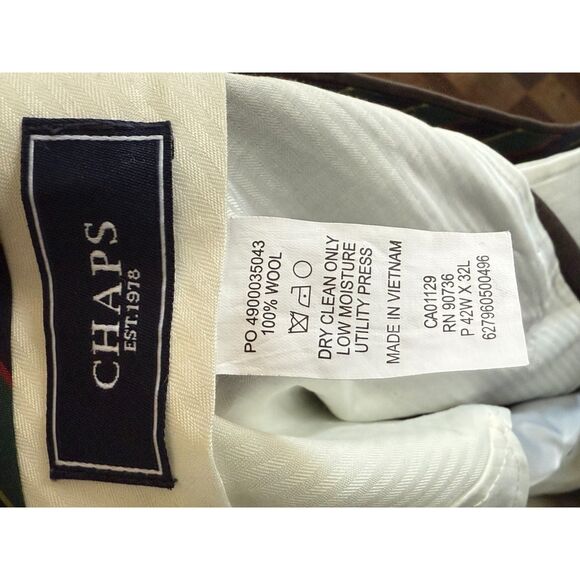 CHAPS
EST.1978
PO 4900035043
100% WOOL
DRY CLEAN ONLY
LOW MOISTURE
UTILITY PRESS
MADE IN VIETNAM
CA01129
RN 90736
P 42W X 32L
627960500496